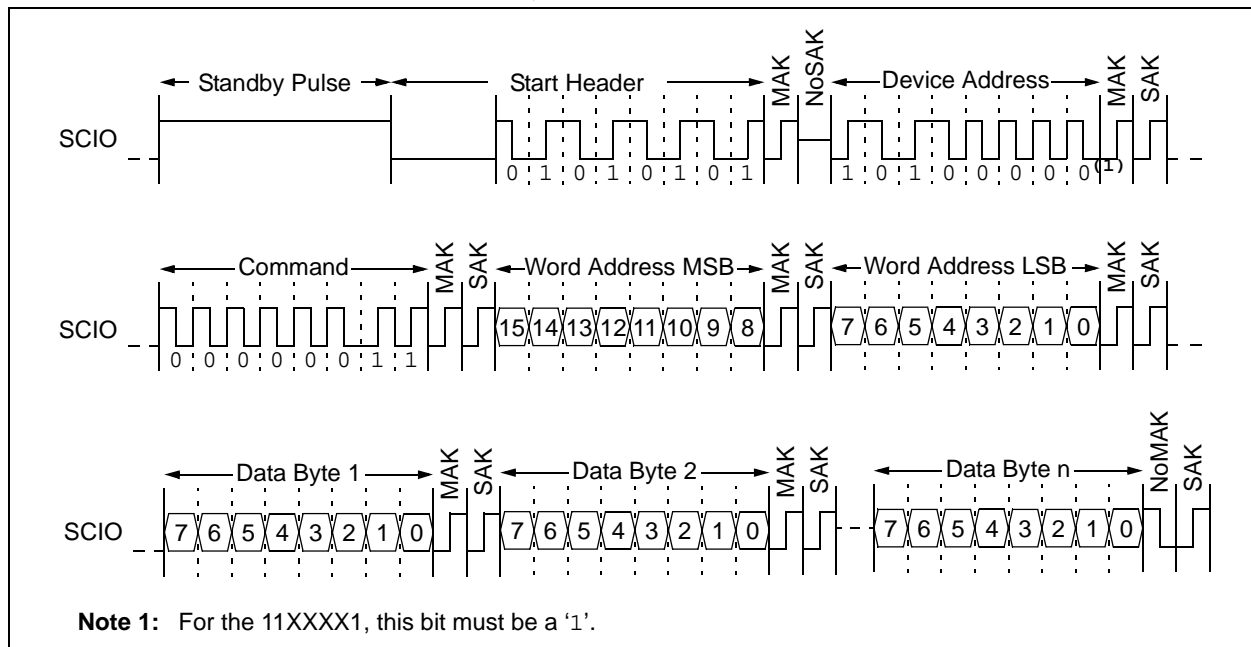 Standby Pulse Start Header MAK NoSAK Device Address MAK SAK
SCIO
0 1 0 1 0 1 0 1 1 0 1 0 0 0 0 0(1)
Command MAK SAK Word Address MSB MAK SAK Word Address LSB MAK SAK
SCIO
15 14 13 12 11 10 9 8 7 6 5 4 3 2 1 0
0 0 0 0 0 0 1 1
Data Byte 1 MAK SAK Data Byte 2 MAK SAK Data Byte n NoMAK SAK
SCIO
7 6 5 4 3 2 1 0 7 6 5 4 3 2 1 0 7 6 5 4 3 2 1 0
Note 1: For the 11XXXX1, this bit must be a ‘1’.